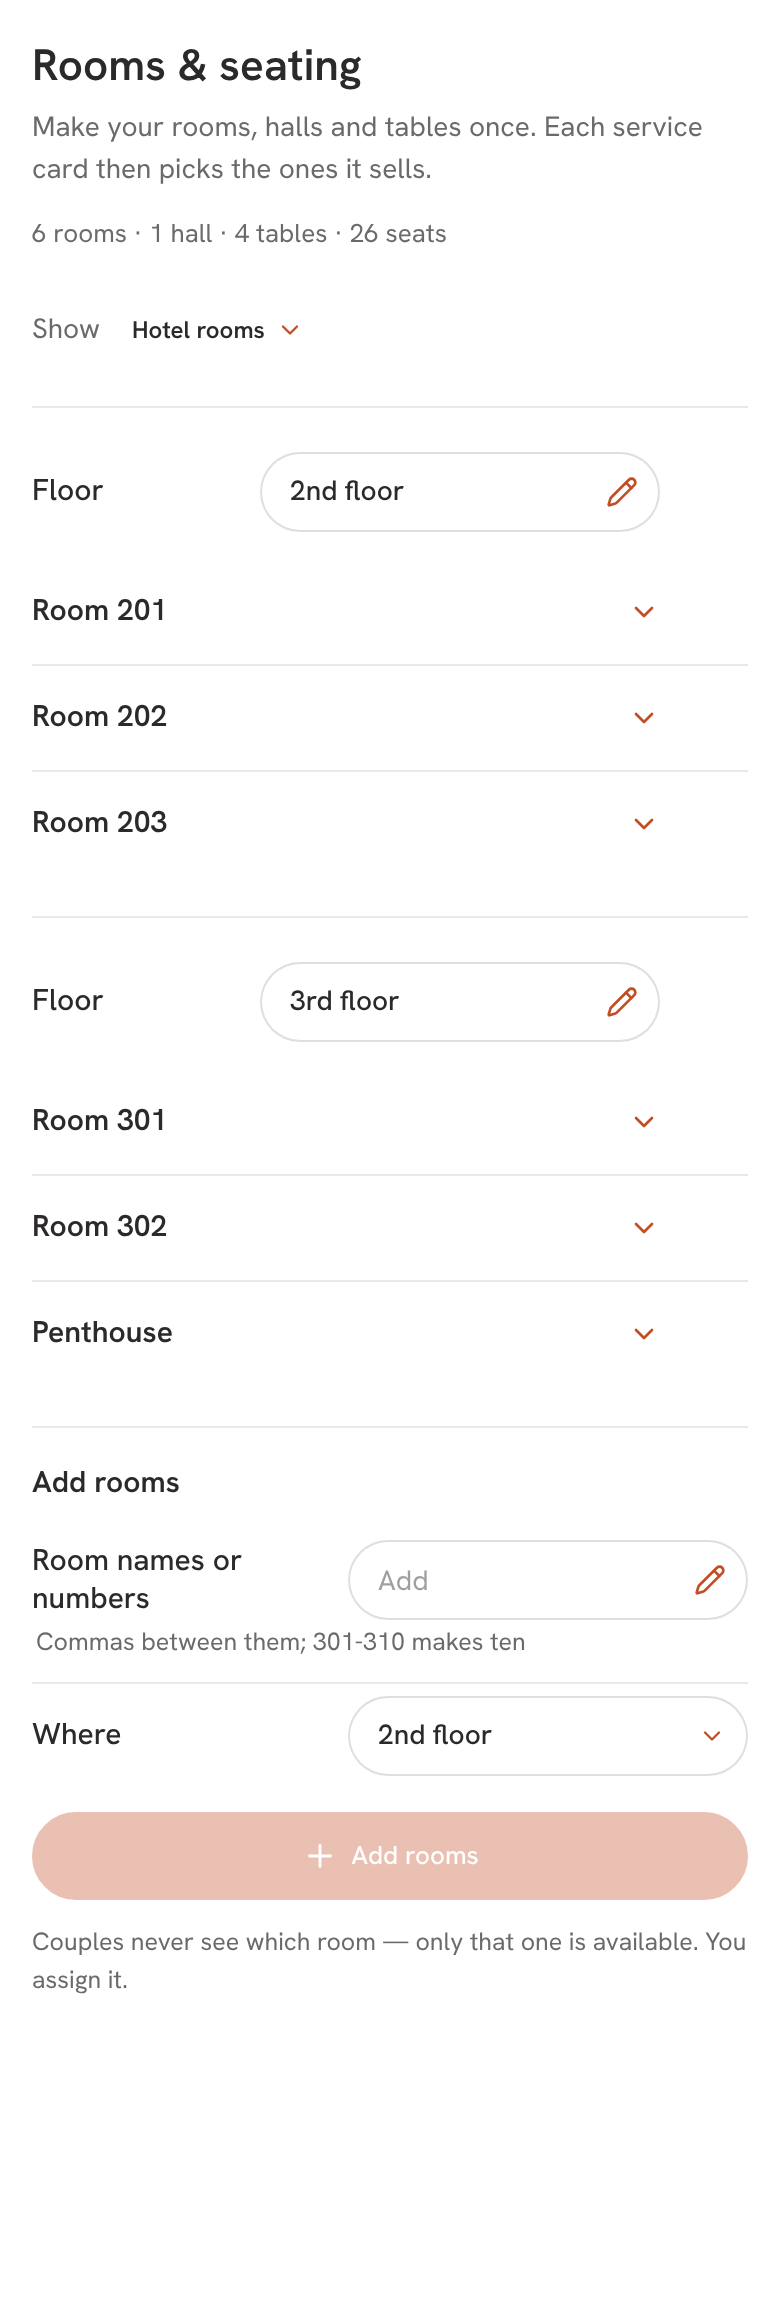 Rooms & seating
Make your rooms, halls and tables once. Each service
card then picks the ones it sells.
6 rooms · 1 hall · 4 tables · 26 seats
Show Hotel rooms
Floor 2nd floor
Room 201
Room 202
Room 203
Floor 3rd floor
Room 301
Room 302
Penthouse
Add rooms
Room names or
numbers
Add
Commas between them; 301-310 makes ten
Where 2nd floor
Add rooms
Couples never see which room — only that one is available. You
assign it.